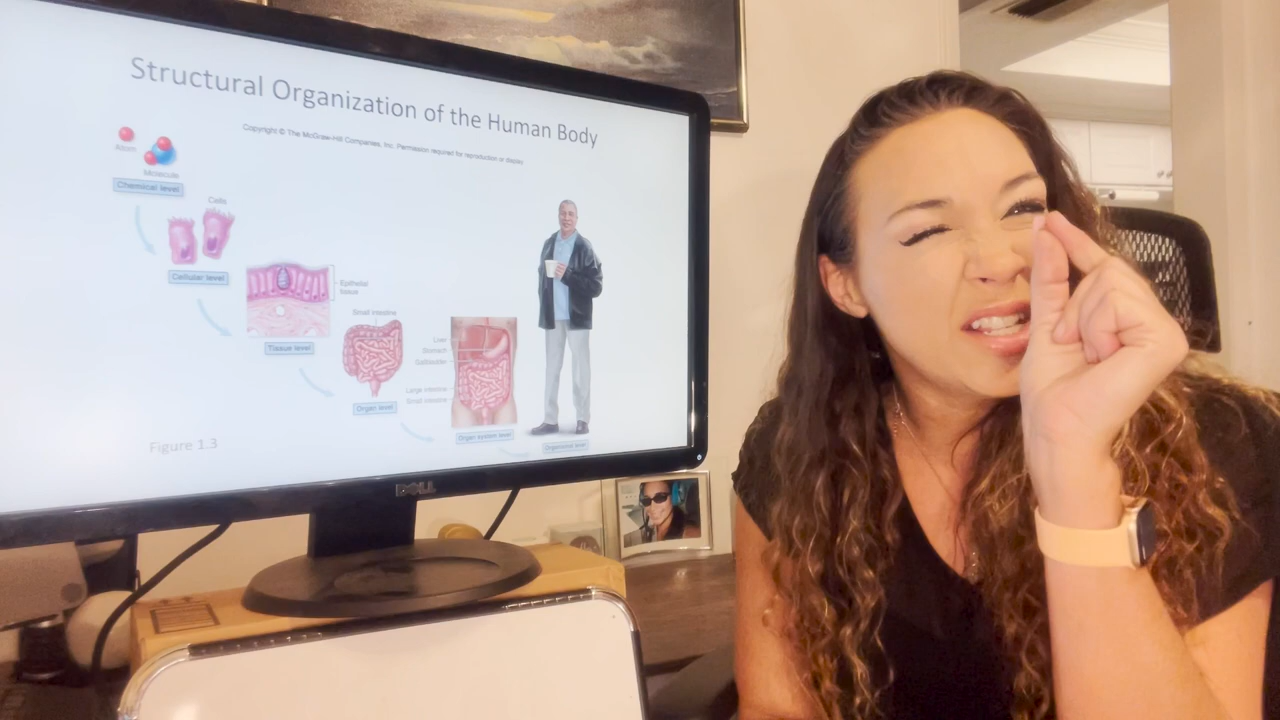 Structural Organization of the Human Body
Copyright © The McGraw-Hill Companies, Inc. Permission required for reproduction or display.
Atom
Molecule
Chemical level
Cells
Cellular level
Epithelial
tissue
Tissue level
Small intestine
Organ level
Liver
Stomach
Gallbladder
Large intestine
Small intestine
Organ system level
Organismal level
Figure 1.3
DELL